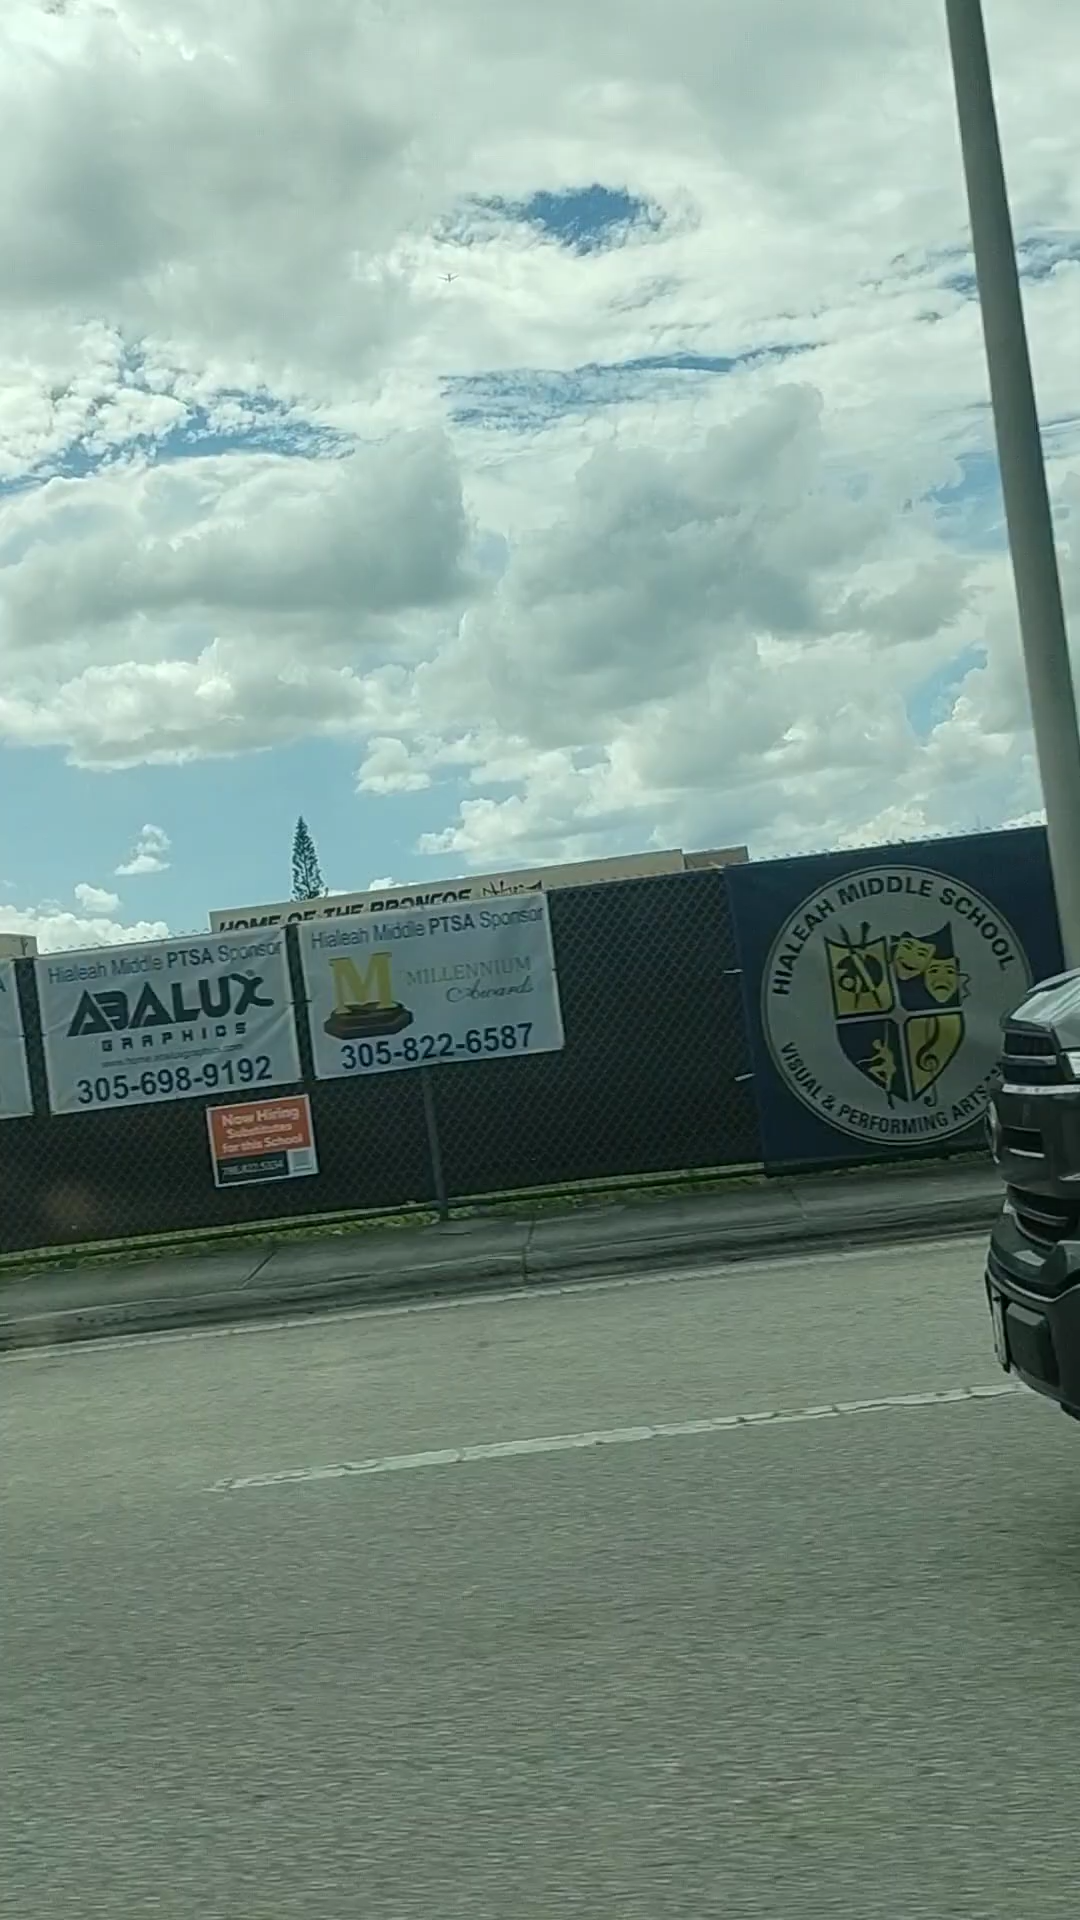 HOME OF THE BRONCOS
Hialeah Middle PTSA Sponsor
ABALUX
GRAPHICS
305-698-9192
Hialeah Middle PTSA Sponsor
M
MILLENNIUM
Awards
305-822-6587
Now Hiring
Substitutes
for this School
HIALEAH MIDDLE SCHOOL
VISUAL & PERFORMING ARTS
A